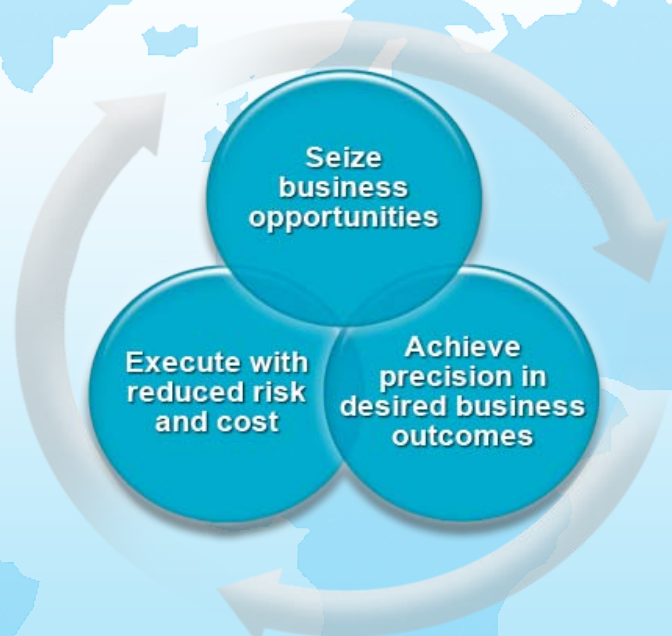 Seize
business
opportunities
Execute with
reduced risk
and cost
Achieve
precision in
desired business
outcomes